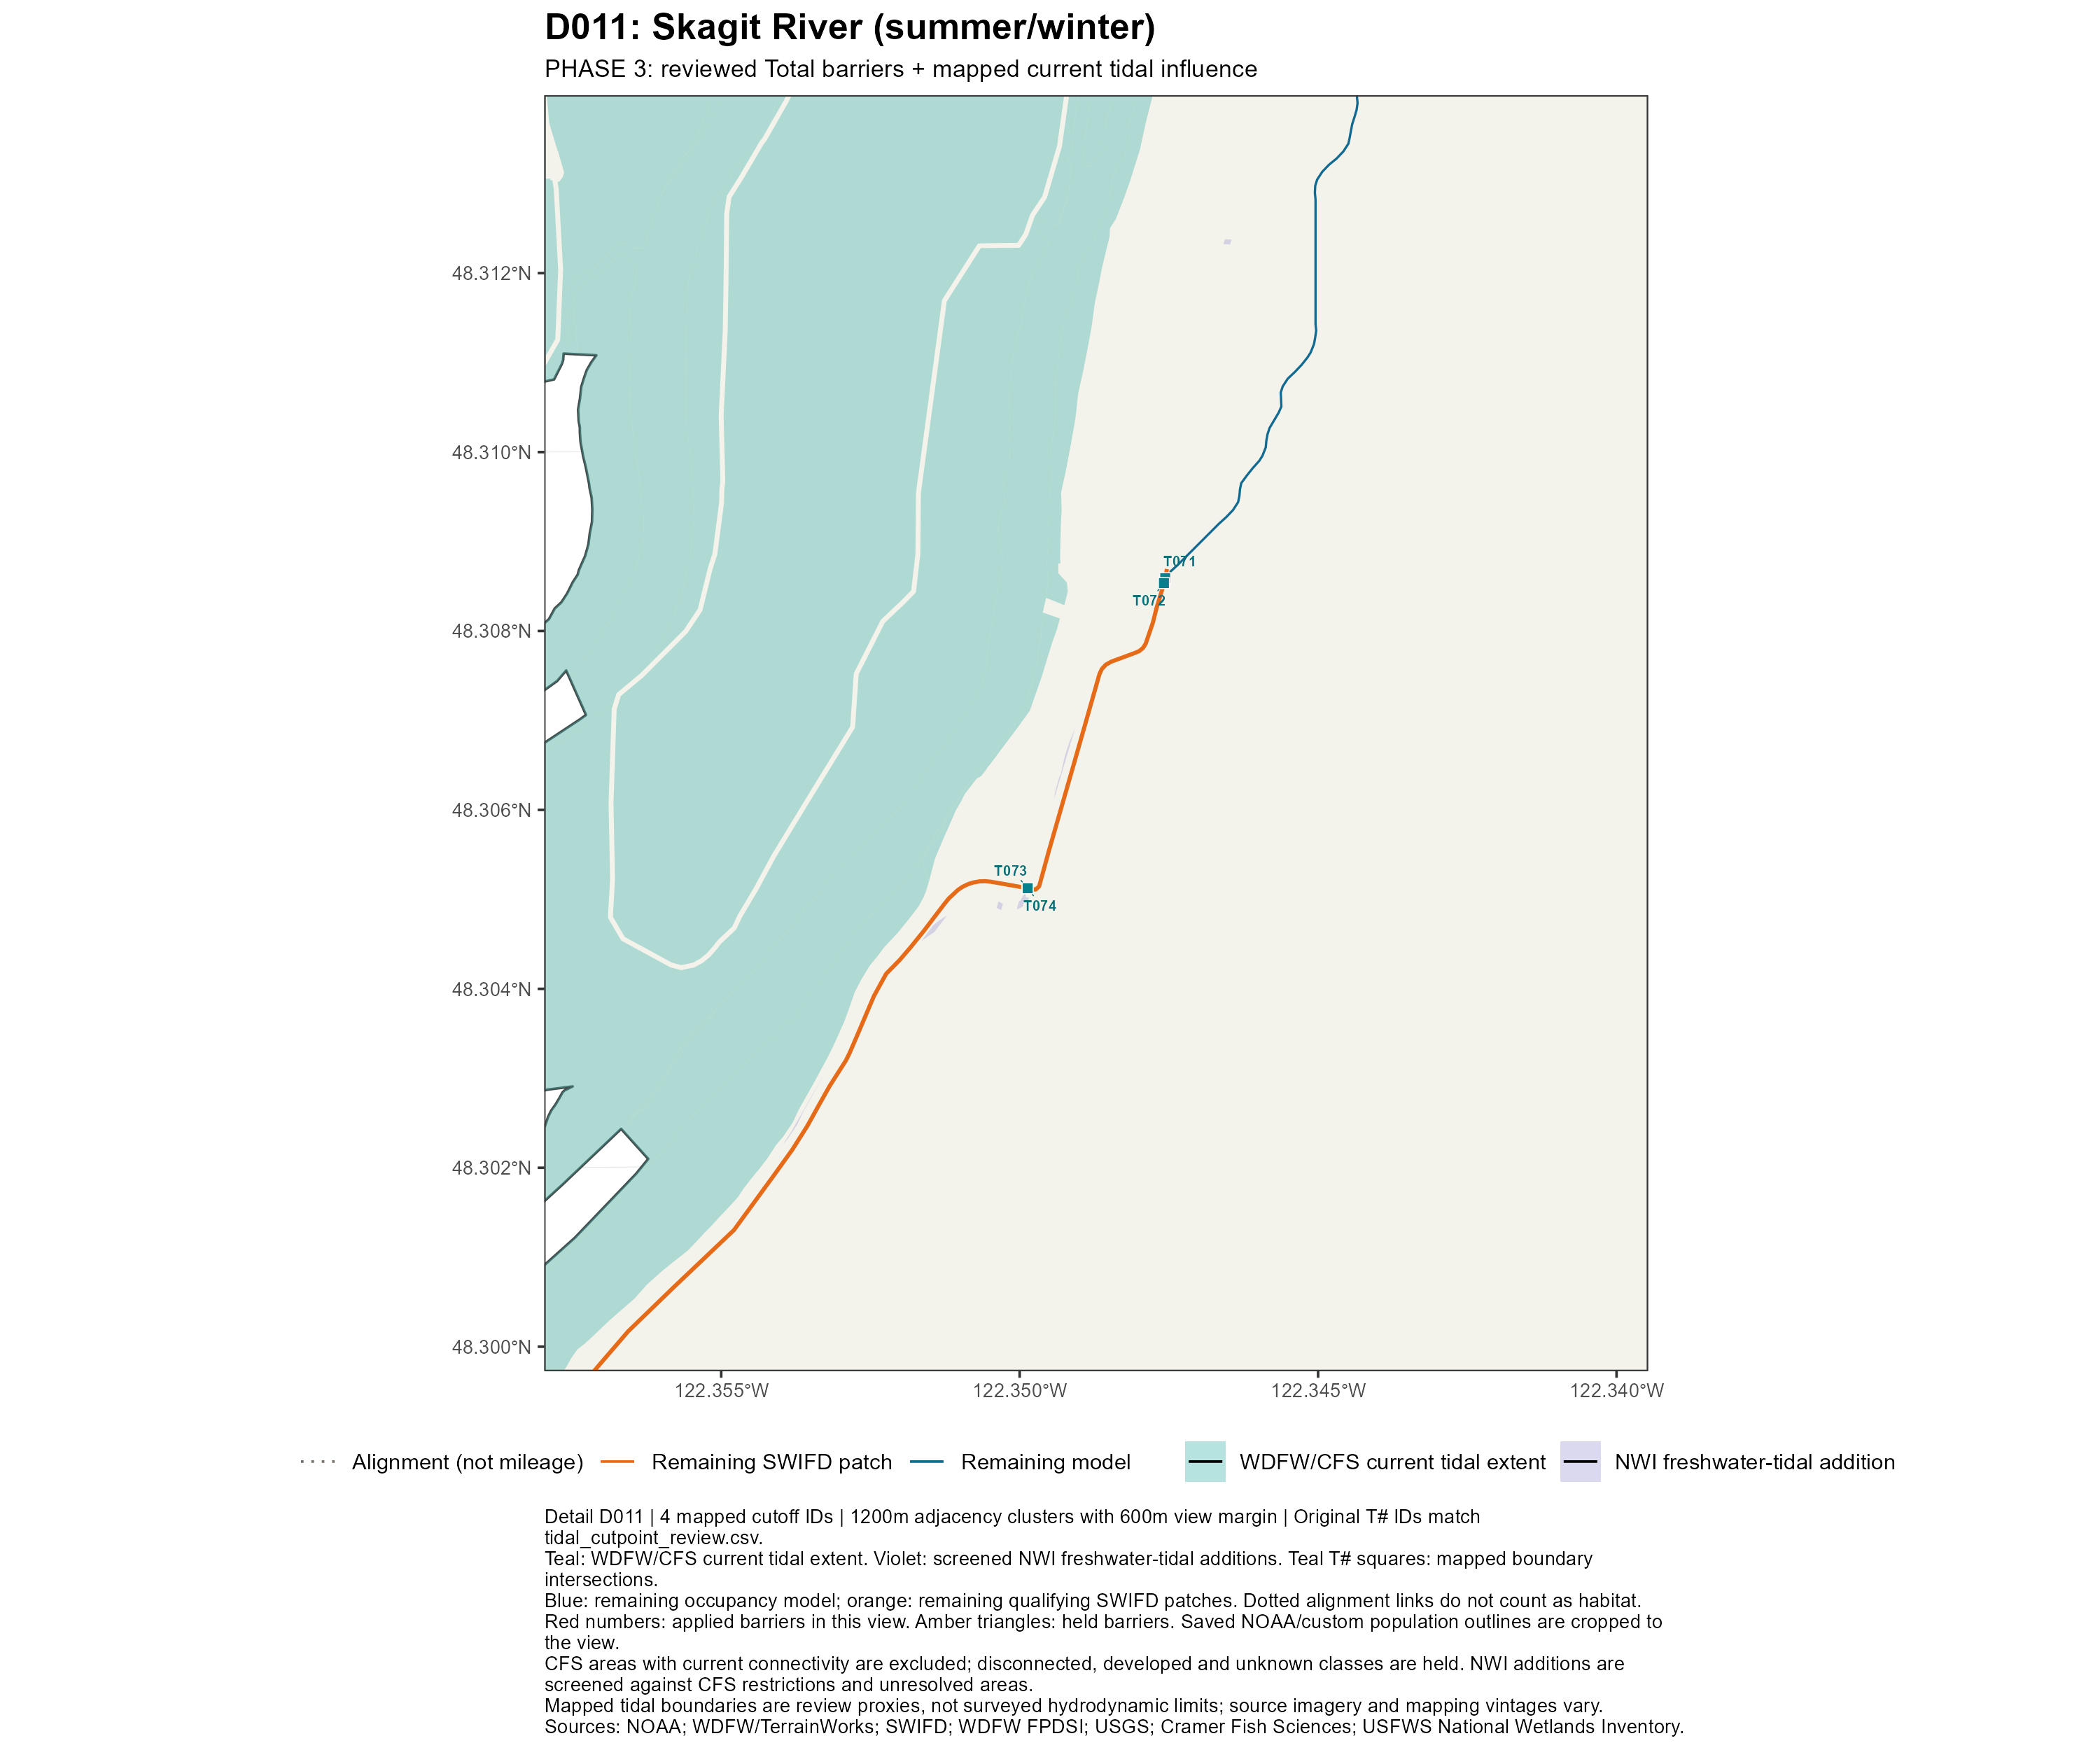 D011: Skagit River (summer/winter)
PHASE 3: reviewed Total barriers + mapped current tidal influence
48.312°N
48.310°N
48.308°N
48.306°N
48.304°N
48.302°N
48.300°N
T071
T072
T073
T074
122.355°W
122.350°W
122.345°W
122.340°W
Alignment (not mileage)
Remaining SWIFD patch
Remaining model
WDFW/CFS current tidal extent
NWI freshwater-tidal addition
Detail D011 | 4 mapped cutoff IDs | 1200m adjacency clusters with 600m view margin | Original T# IDs match
tidal_cutpoint_review.csv.
Teal: WDFW/CFS current tidal extent. Violet: screened NWI freshwater-tidal additions. Teal T# squares: mapped boundary
intersections.
Blue: remaining occupancy model; orange: remaining qualifying SWIFD patches. Dotted alignment links do not count as habitat.
Red numbers: applied barriers in this view. Amber triangles: held barriers. Saved NOAA/custom population outlines are cropped to
the view.
CFS areas with current connectivity are excluded; disconnected, developed and unknown classes are held. NWI additions are
screened against CFS restrictions and unresolved areas.
Mapped tidal boundaries are review proxies, not surveyed hydrodynamic limits; source imagery and mapping vintages vary.
Sources: NOAA; WDFW/TerrainWorks; SWIFD; WDFW FPDSI; USGS; Cramer Fish Sciences; USFWS National Wetlands Inventory.